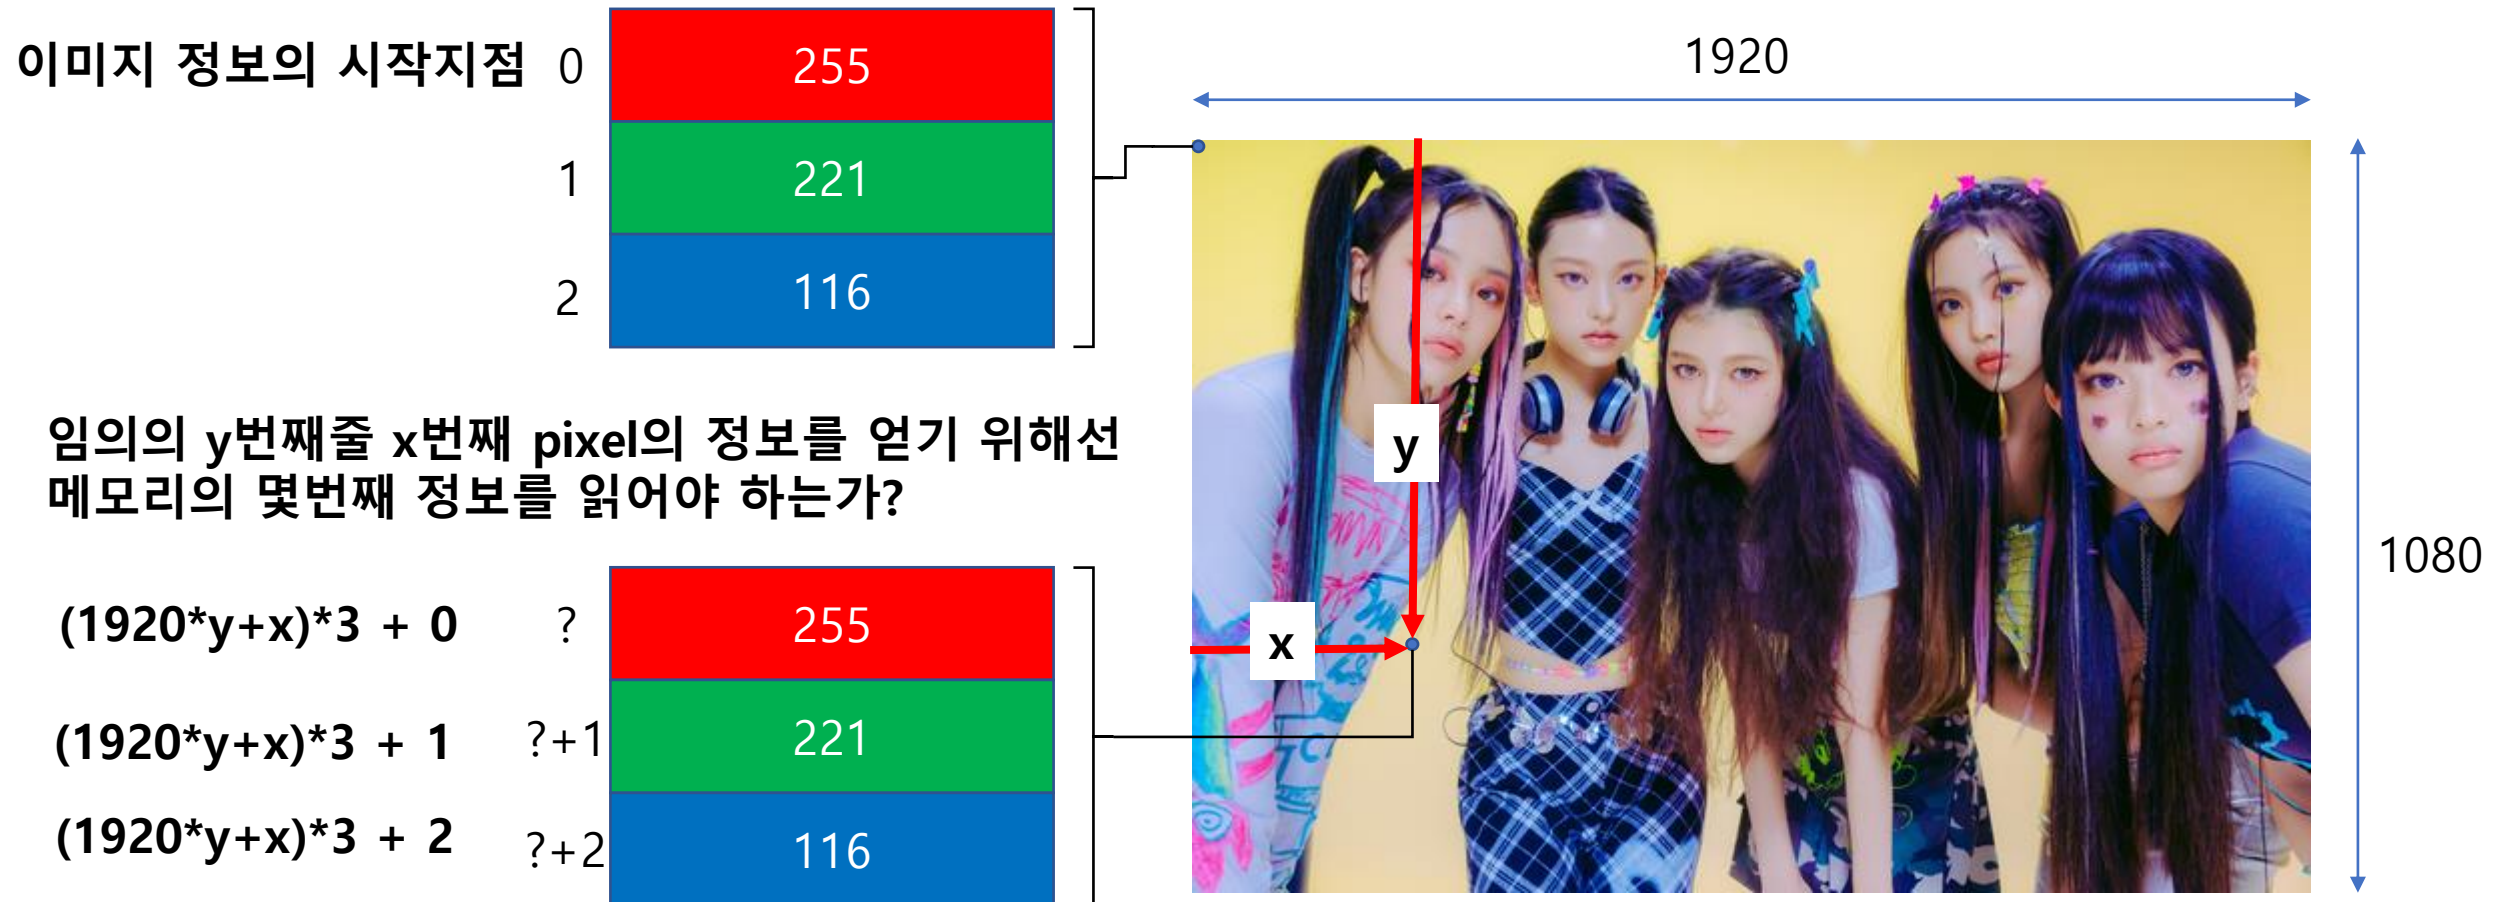 이미지 정보의 시작지점
0
255
1
221
2
116
1920
1080
임의의 y번째줄 x번째 pixel의 정보를 얻기 위해선
메모리의 몇번째 정보를 읽어야 하는가?
y
x
(1920*y+x)*3 + 0
?
255
(1920*y+x)*3 + 1
?+1
221
(1920*y+x)*3 + 2
?+2
116